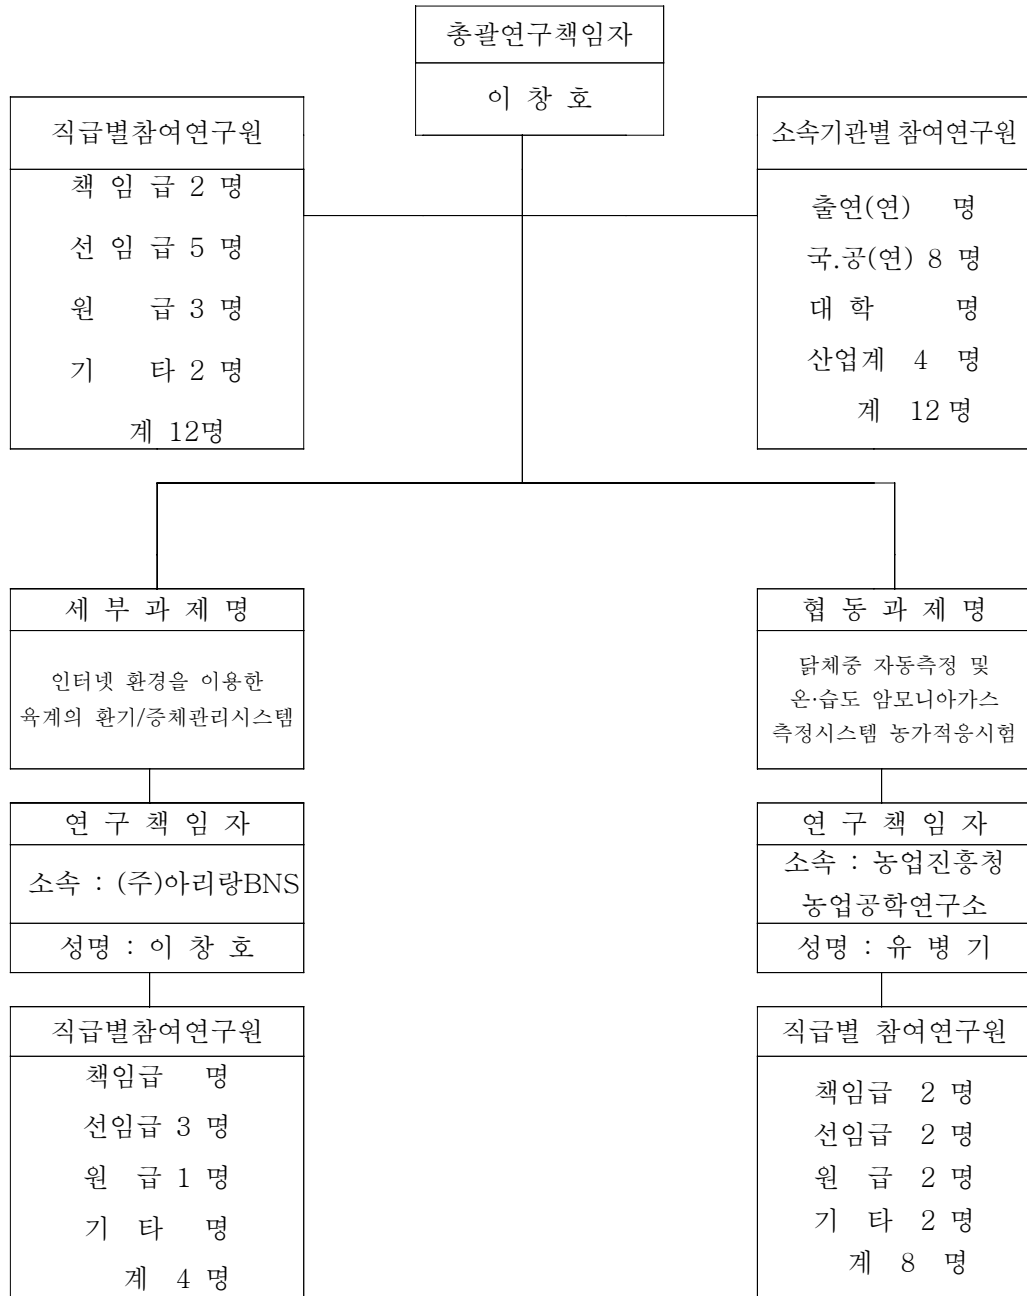 총괄연구책임자
이 창 호
직급별참여연구원
책 임 급 2 명
선 임 급 5 명
원 급 3 명
기 타 2 명
계 12명
소속기관별 참여연구원
출연(연) 명
국.공(연) 8 명
대 학 명
산업계 4 명
계 12 명
세 부 과 제 명
인터넷 환경을 이용한
육계의 환기/증체관리시스템
연 구 책 임 자
소속 : (주)아리랑BNS
성명 : 이 창 호
직급별참여연구원
책임급 명
선임급 3 명
원 급 1 명
기 타 명
계 4 명
협 동 과 제 명
닭체중 자동측정 및
온·습도 암모니아가스
측정시스템 농가적응시험
연 구 책 임 자
소속 : 농업진흥청
농업공학연구소
성명 : 유 병 기
직급별 참여연구원
책임급 2 명
선임급 2 명
원 급 2 명
기 타 2 명
계 8 명